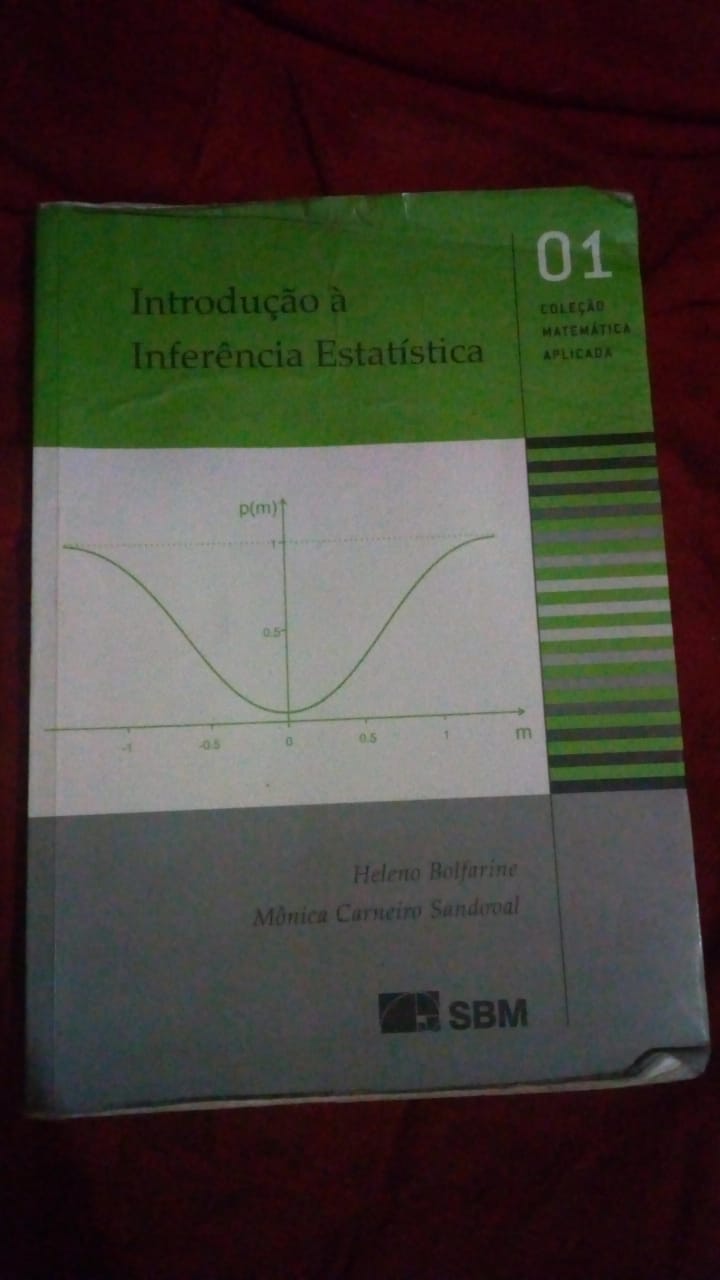 01
COLEÇÃO
MATEMÁTICA
APLICADA
Introdução à
Inferência Estatística
p(m)
1
0.5
-1
-0.5
0
0.5
1
m
Heleno Bolfarine
Mônica Carneiro Sandoval
SBM